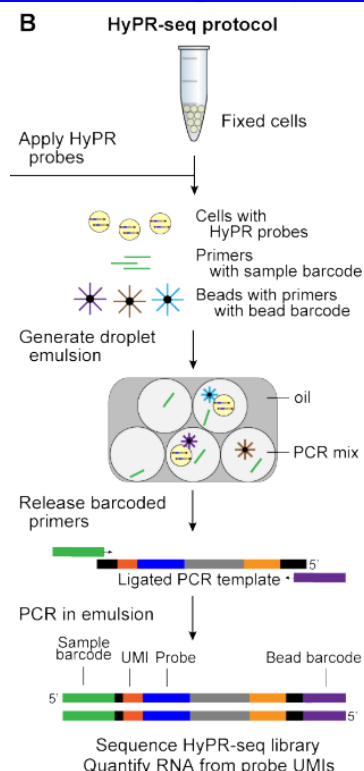 B
HyPR-seq protocol
Fixed cells
Apply HyPR
probes
Cells with
HyPR probes
Primers
with sample barcode
Beads with primers
with bead barcode
Generate droplet
emulsion
oil
PCR mix
Release barcoded
primers
5´
Ligated PCR template
PCR in emulsion
Sample
barcode
UMI
Probe
Bead barcode
5´
5´
Sequence HyPR-seq library
Quantify RNA from probe UMIs